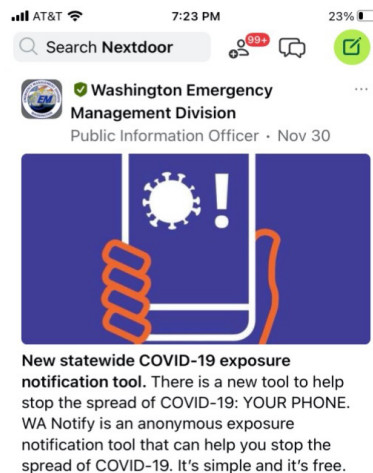 AT&T 7:23 PM 23%
Search Nextdoor 99+
EM
Washington Emergency
Management Division
Public Information Officer • Nov 30
!
New statewide COVID-19 exposure
notification tool. There is a new tool to help
stop the spread of COVID-19: YOUR PHONE.
WA Notify is an anonymous exposure
notification tool that can help you stop the
spread of COVID-19. It's simple and it's free.